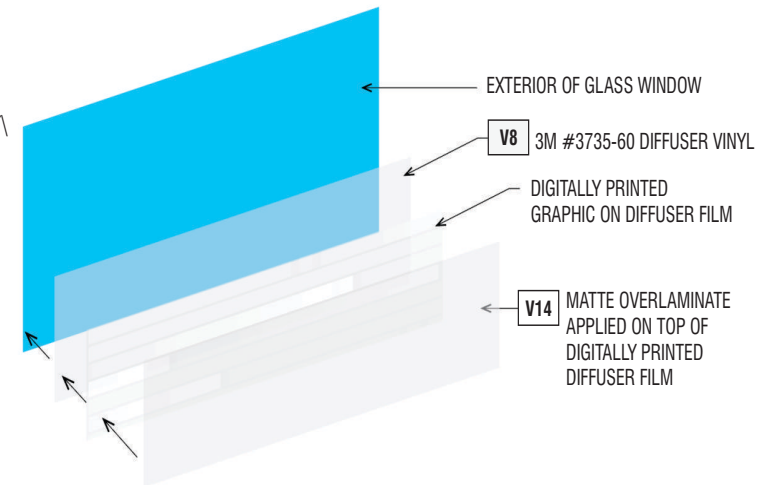 EXTERIOR OF GLASS WINDOW
V8 3M #3735-60 DIFFUSER VINYL
DIGITALLY PRINTED
GRAPHIC ON DIFFUSER FILM
V14 MATTE OVERLAMINATE
APPLIED ON TOP OF
DIGITALLY PRINTED
DIFFUSER FILM